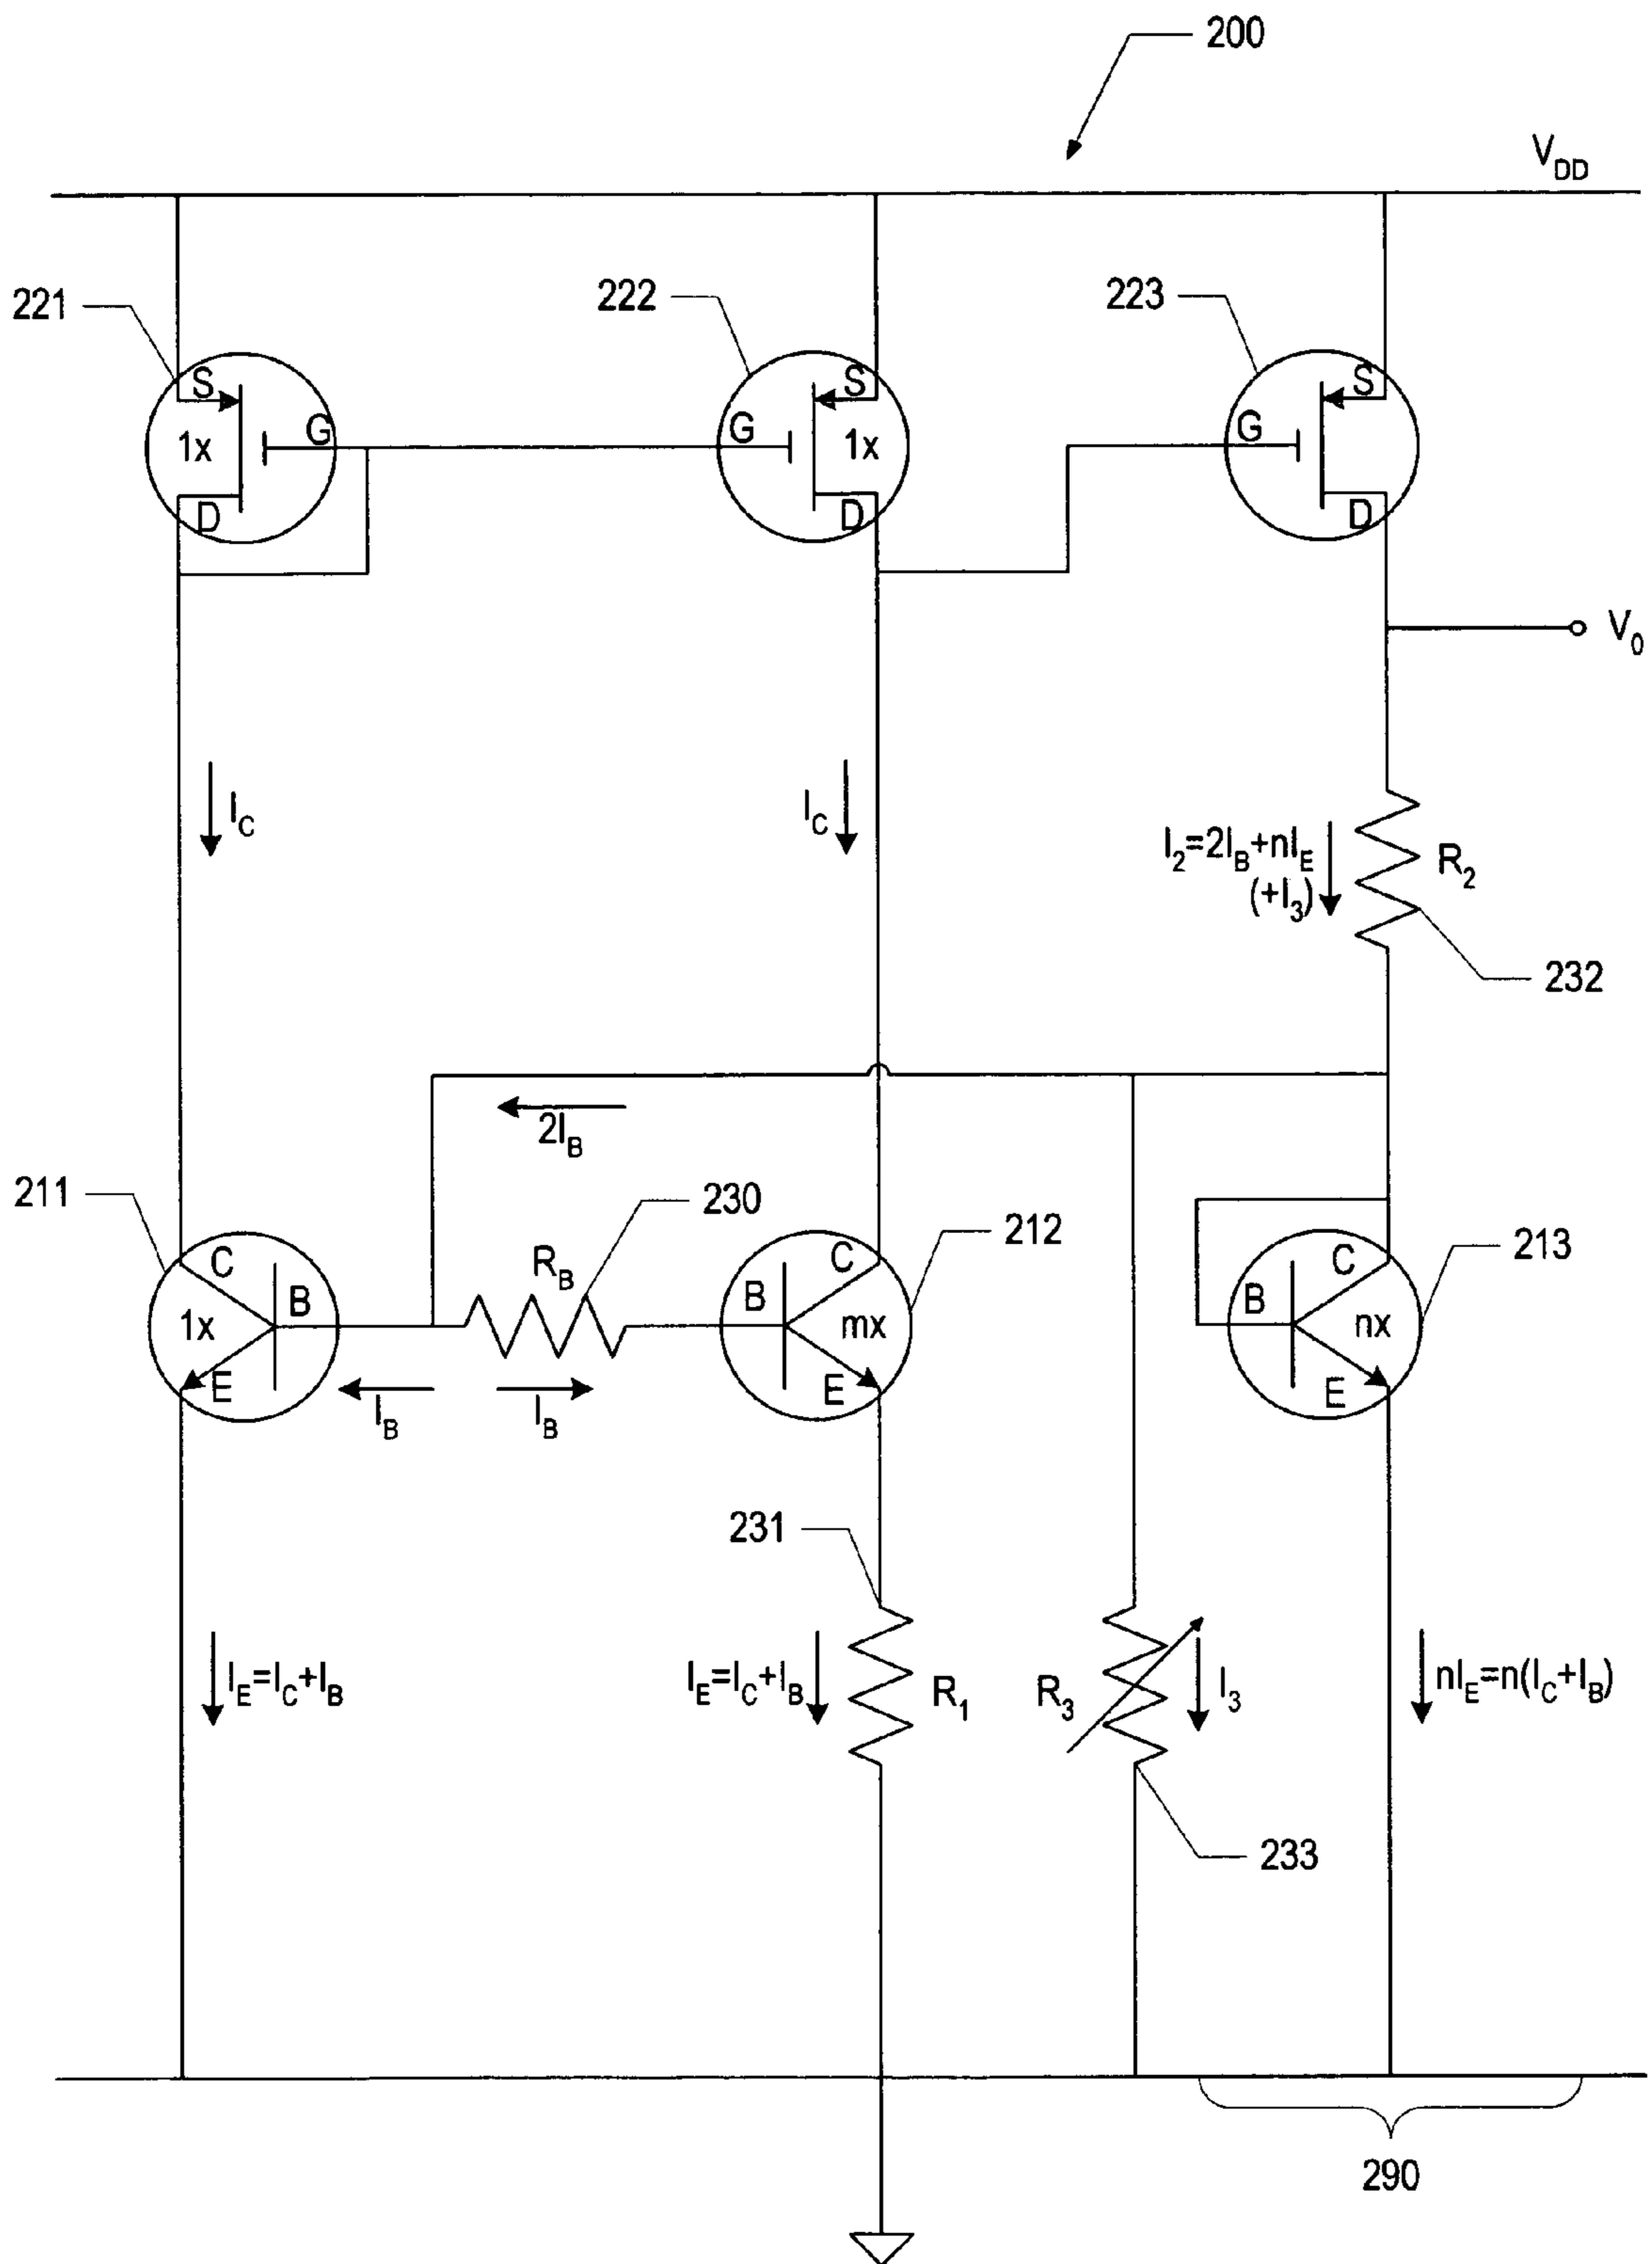 200
V_DD
221
222
223
S
1x
G
D
G
S
1x
D
G
S
D
V_0
I_C
I_C
I_2=2I_B+nI_E
(+I_3)
R_2
232
2I_B
211
230
212
213
C
B
1x
E
R_B
B
C
mx
E
B
C
nx
E
I_B
I_B
231
I_E=I_C+I_B
I_E=I_C+I_B
R_1
R_3
I_3
nI_E=n(I_C+I_B)
233
290